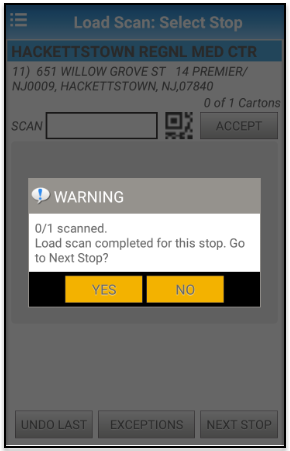 Load Scan: Select Stop
HACKETTSTOWN REGNL MED CTR
11) 651 WILLOW GROVE ST 14 PREMIER/
NJ0009, HACKETTSTOWN, NJ,07840
0 of 1 Cartons
SCAN
ACCEPT
WARNING
0/1 scanned.
Load scan completed for this stop. Go
to Next Stop?
YES NO
UNDO LAST EXCEPTIONS NEXT STOP